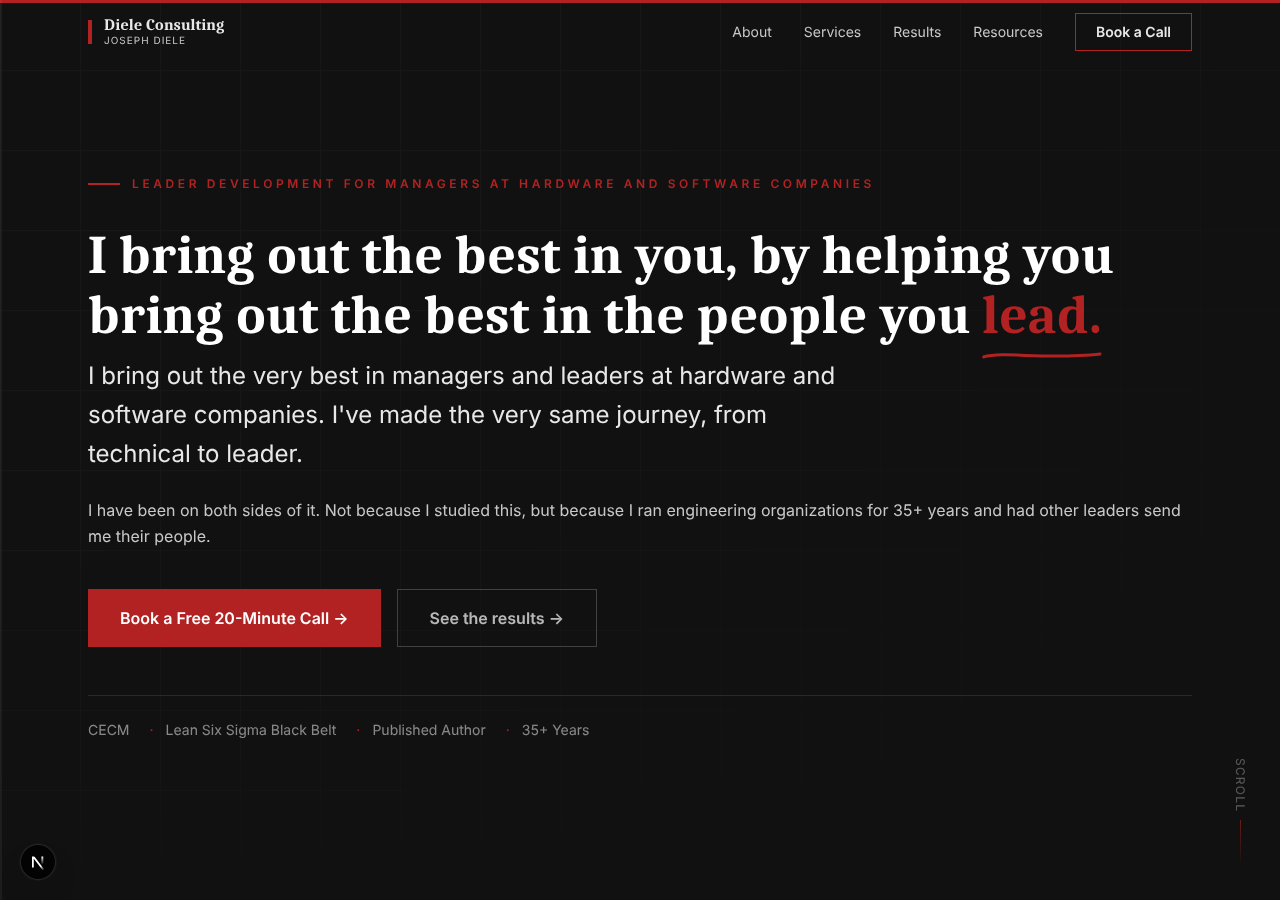 Diele Consulting
JOSEPH DIELE
About
Services
Results
Resources
Book a Call
LEADER DEVELOPMENT FOR MANAGERS AT HARDWARE AND SOFTWARE COMPANIES
I bring out the best in you, by helping you
bring out the best in the people you lead.
I bring out the very best in managers and leaders at hardware and
software companies. I've made the very same journey, from
technical to leader.
I have been on both sides of it. Not because I studied this, but because I ran engineering organizations for 35+ years and had other leaders send
me their people.
Book a Free 20-Minute Call →
See the results →
CECM · Lean Six Sigma Black Belt · Published Author · 35+ Years
SCROLL
N